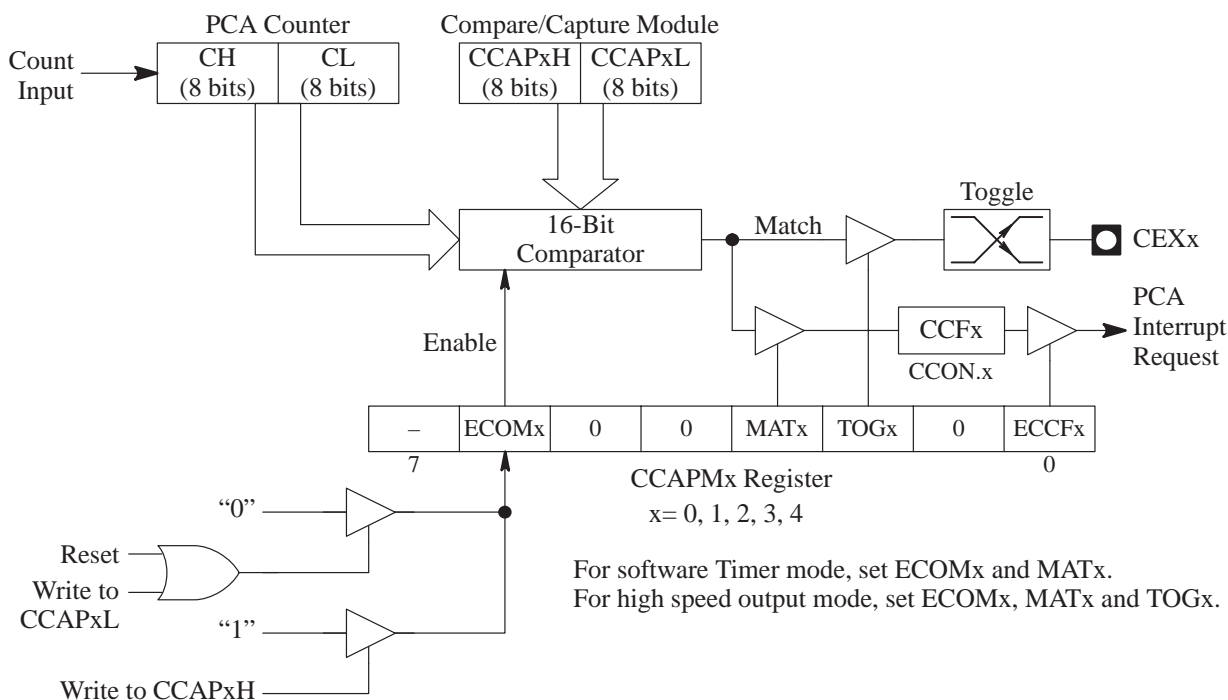 PCA Counter
Compare/Capture Module
Count
Input
CH
(8 bits)
CL
(8 bits)
CCAPxH
(8 bits)
CCAPxL
(8 bits)
16-Bit
Comparator
Match
Toggle
CEXx
Enable
CCFx
CCON.x
PCA
Interrupt
Request
– ECOMx 0 0 MATx TOGx 0 ECCFx
7 0
CCAPMx Register
x= 0, 1, 2, 3, 4
“0”
Reset
Write to
CCAPxL
“1”
Write to CCAPxH
For software Timer mode, set ECOMx and MATx.
For high speed output mode, set ECOMx, MATx and TOGx.